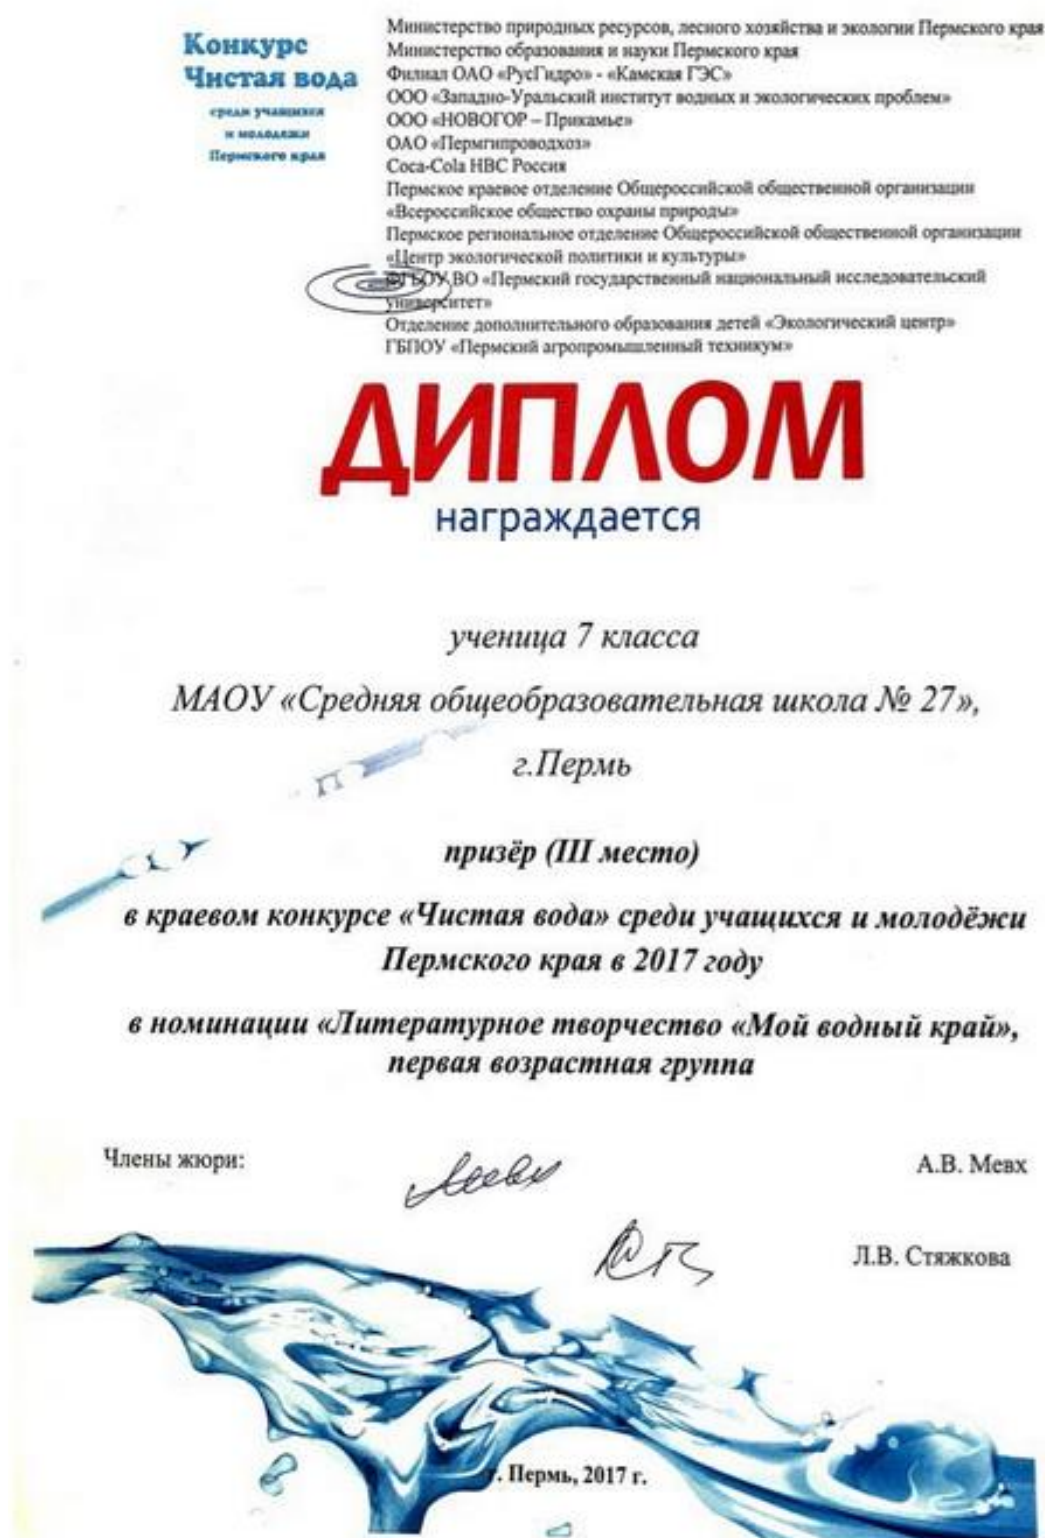 Конкурс
Чистая вода
среди учащихся
и молодежи
Пермского края
Министерство природных ресурсов, лесного хозяйства и экологии Пермского края
Министерство образования и науки Пермского края
Филиал ОАО «РусГидро» - «Камская ГЭС»
ООО «Западно-Уральский институт водных и экологических проблем»
ООО «НОВОГОР – Прикамье»
ОАО «Пермгипроводхоз»
Coca-Cola HBC Россия
Пермское краевое отделение Общероссийской общественной организации
«Всероссийское общество охраны природы»
Пермское региональное отделение Общероссийской общественной организации
«Центр экологической политики и культуры»
ФГБОУ ВО «Пермский государственный национальный исследовательский
университет»
Отделение дополнительного образования детей «Экологический центр»
ГБПОУ «Пермский агропромышленный техникум»
ДИПЛОМ
награждается
ученица 7 класса
МАОУ «Средняя общеобразовательная школа № 27»,
г.Пермь
призёр (III место)
в краевом конкурсе «Чистая вода» среди учащихся и молодёжи
Пермского края в 2017 году
в номинации «Литературное творчество «Мой водный край»,
первая возрастная группа
Члены жюри:
А.В. Мевх
Л.В. Стяжкова
г. Пермь, 2017 г.